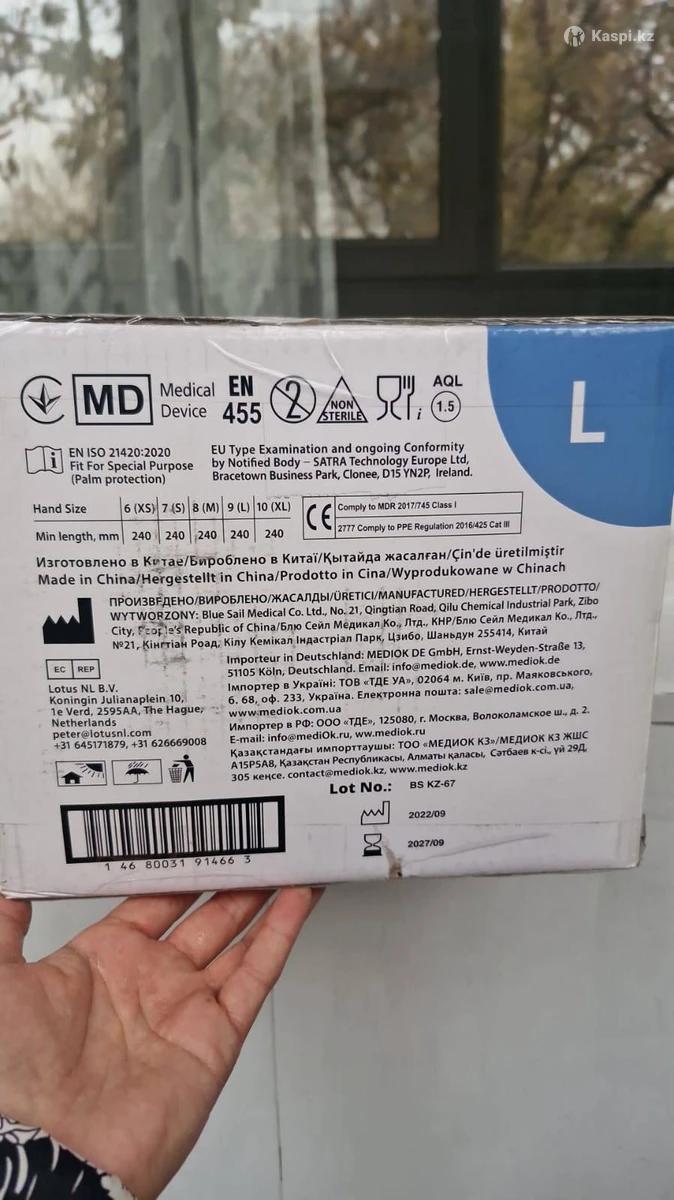 Kaspi.kz
MD Medical Device
EN 455
2
NON STERILE
i
AQL 1.5
L
i
EN ISO 21420:2020
Fit For Special Purpose
(Palm protection)
EU Type Examination and ongoing Conformity
by Notified Body – SATRA Technology Europe Ltd,
Bracetown Business Park, Clonee, D15 YN2P, Ireland.
Hand Size 6 (XS) 7 (S) 8 (M) 9 (L) 10 (XL)
Min length, mm 240 240 240 240 240
CE
Comply to MDR 2017/745 Class I
2777 Comply to PPE Regulation 2016/425 Cat III
Изготовлено в Китае/Вироблено в Китаї/Қытайда жасалған/Çin'de üretilmiştir
Made in China/Hergestellt in China/Prodotto in Cina/Wyprodukowane w Chinach
ПРОИЗВЕДЕНО/ВИРОБЛЕНО/ЖАСАЛДЫ/ÜRETICI/MANUFACTURED/HERGESTELLT/PRODOTTO/
WYTWORZONY: Blue Sail Medical Co. Ltd., No. 21, Qingtian Road, Qilu Chemical Industrial Park, Zibo
City, People's Republic of China/Блю Сейл Медикал Ко., Лтд., КНР/Блю Сейл Медикал Ко., Лтд.,
№21, Кінгтіан Роад, Кілу Кемікал Індастріал Парк, Цзибо, Шаньдун 255414, Китай
EC REP
Lotus NL B.V.
Koningin Julianaplein 10,
1e Verd, 2595AA, The Hague,
Netherlands
peter@lotusnl.com
+31 645171879, +31 626669008
Importeur in Deutschland: MEDIOK DE GmbH, Ernst-Weyden-Straße 13,
51105 Köln, Deutschland. Email: info@mediok.de, www.mediok.de
Імпортер в Україні: ТОВ «ТДЕ УА», 02064 м. Київ, пр. Маяковського,
б. 68, оф. 233, Україна. Електронна пошта: sale@mediok.com.ua,
www.mediok.com.ua
Импортер в РФ: ООО «ТДЕ», 125080, г. Москва, Волоколамское ш., д. 2.
E-mail: info@mediOk.ru, www.mediok.ru
Қазақстандағы импорттаушы: ТОО «МЕДИОК КЗ»/МЕДИОК КЗ ЖШС
A15P5A8, Қазақстан Республикасы, Алматы қаласы, Сәтбаев к-сі., үй 29Д,
305 кеңсе. contact@mediok.kz, www.mediok.kz
Lot No.: BS KZ-67
2022/09
2027/09
1 46 80031 91466 3